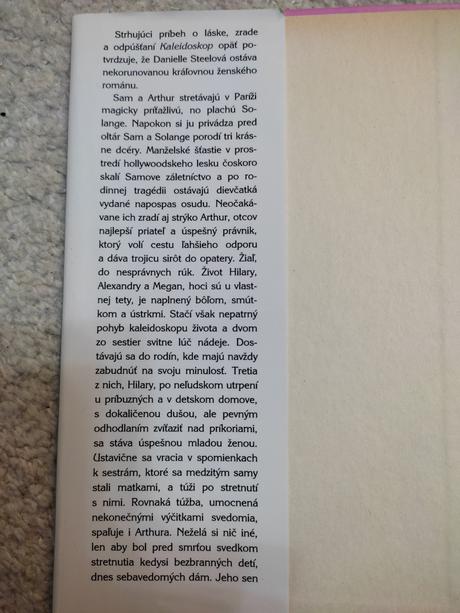 Strhujúci príbeh o láske, zrade
a odpúšťaní Kaleidoskop opäť po-
tvrdzuje, že Danielle Steelová ostáva
nekorunovanou kráľovnou ženského
románu.
Sam a Arthur stretávajú v Paríži
magicky príťažlivú, no plachú So-
lange. Napokon si ju privádza pred
oltár Sam a Solange porodí tri krás-
ne dcéry. Manželské šťastie v pros-
tredí hollywoodskeho lesku čoskoro
skalí Samove záletníctvo a po ro-
dinnej tragédii ostávajú dievčatká
vydané napospas osudu. Neočaká-
vane ich zradí aj strýko Arthur, otcov
najlepší priateľ a úspešný právnik,
ktorý volí cestu ľahšieho odporu
a dáva trojicu sirôt do opatery. Žiaľ,
do nesprávnych rúk. Život Hilary,
Alexandry a Megan, hoci sú u vlast-
nej tety, je naplnený bôľom, smút-
kom a ústrkmi. Stačí však nepatrný
pohyb kaleidoskopu života a dvom
zo sestier svitne lúč nádeje. Dos-
távajú sa do rodín, kde majú navždy
zabudnúť na svoju minulosť. Tretia
z nich, Hilary, po neľudskom utrpení
u príbuzných a v detskom domove,
s dokaličenou dušou, ale pevným
odhodlaním zvíťaziť nad príkoriami,
sa stáva úspešnou mladou ženou.
Ustavične sa vracia v spomienkach
k sestrám, ktoré sa medzitým samy
stali matkami, a túži po stretnutí
s nimi. Rovnaká túžba, umocnená
nekonečnými výčitkami svedomia,
spaľuje i Arthura. Neželá si nič iné,
len aby bol pred smrťou svedkom
stretnutia kedysi bezbranných detí,
dnes sebavedomých dám. Jeho sen